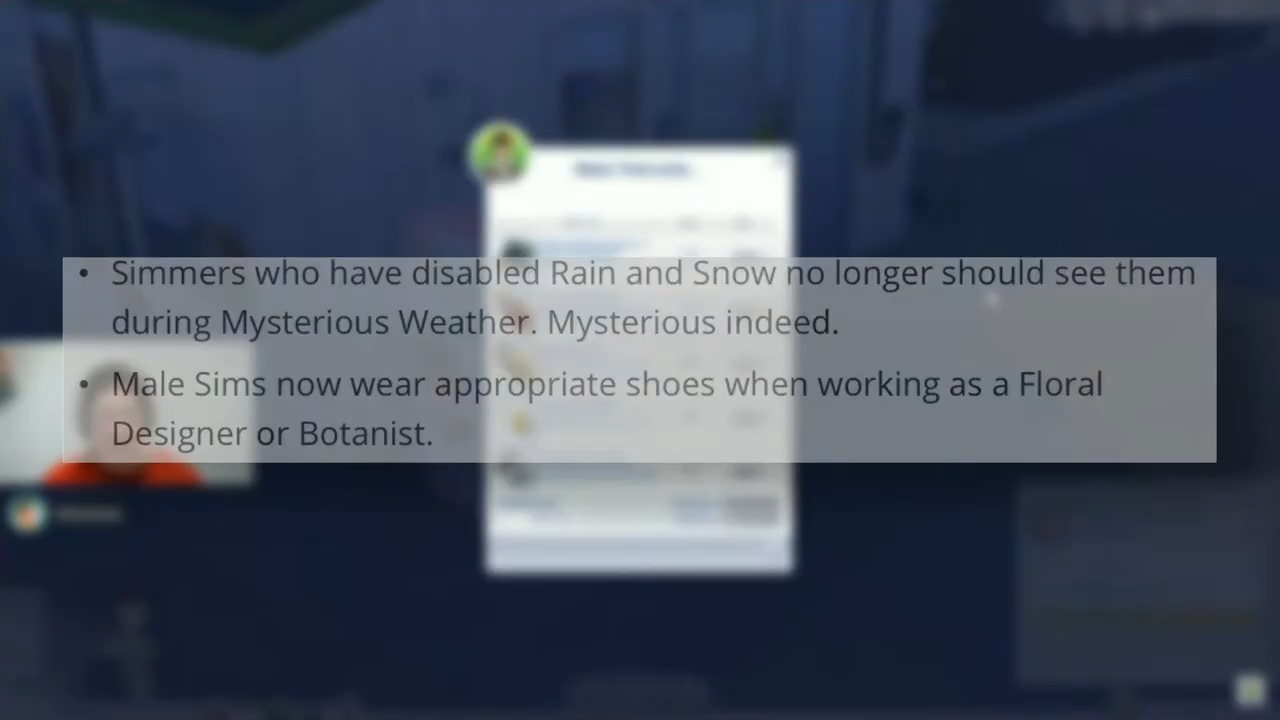 • Simmers who have disabled Rain and Snow no longer should see them
during Mysterious Weather. Mysterious indeed.
• Male Sims now wear appropriate shoes when working as a Floral
Designer or Botanist.